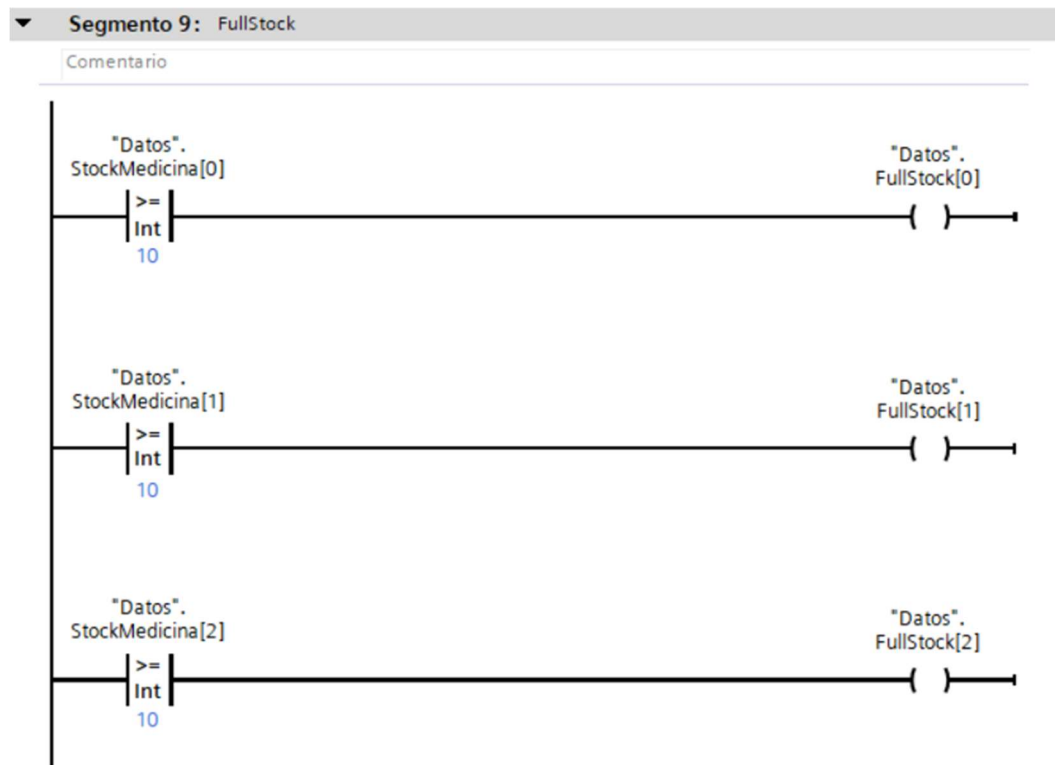 Segmento 9: FullStock
Comentario
"Datos".
StockMedicina[0]
"Datos".
FullStock[0]
>=
Int
10
"Datos".
StockMedicina[1]
"Datos".
FullStock[1]
>=
Int
10
"Datos".
StockMedicina[2]
"Datos".
FullStock[2]
>=
Int
10